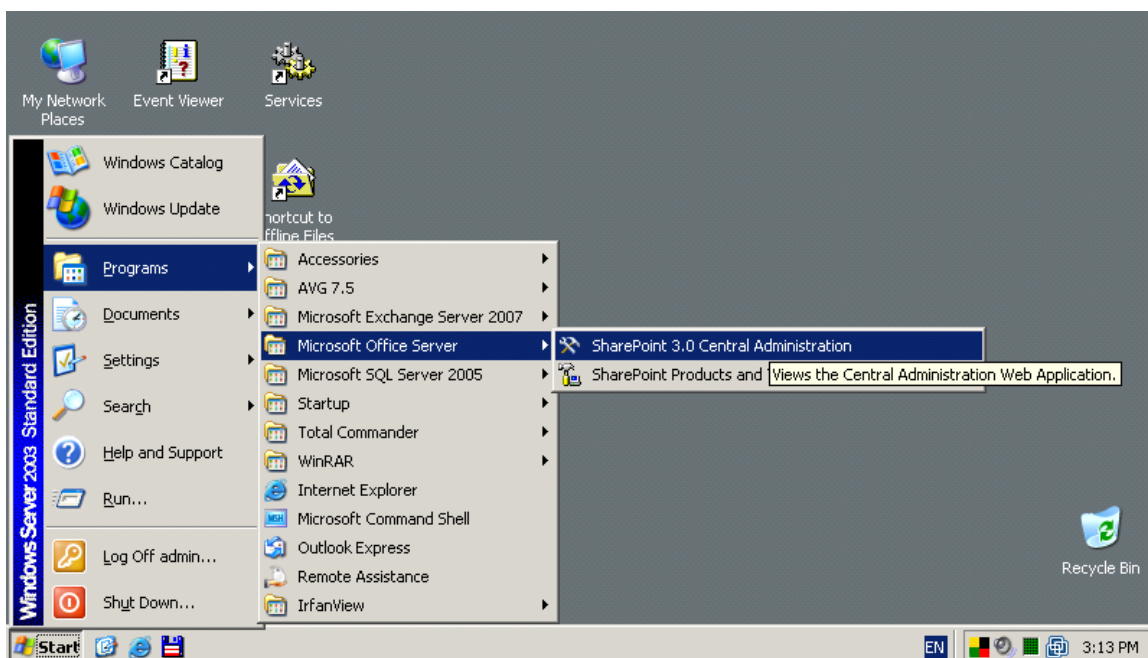 My Network
Places
Event Viewer
Services
hortcut to
ffline Files
Windows Server 2003 Standard Edition
Windows Catalog
Windows Update
Programs
Documents
Settings
Search
Help and Support
Run...
Log Off admin...
Shut Down...
Accessories
AVG 7.5
Microsoft Exchange Server 2007
Microsoft Office Server
Microsoft SQL Server 2005
Startup
Total Commander
WinRAR
Internet Explorer
Microsoft Command Shell
Outlook Express
Remote Assistance
IrfanView
SharePoint 3.0 Central Administration
SharePoint Products and
Views the Central Administration Web Application.
Recycle Bin
Start
EN
3:13 PM